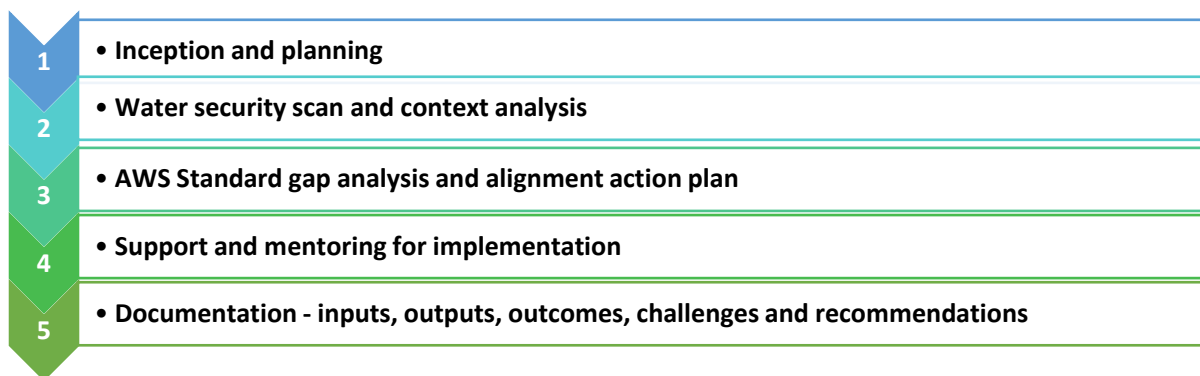 1
• Inception and planning
2
• Water security scan and context analysis
3
• AWS Standard gap analysis and alignment action plan
4
• Support and mentoring for implementation
5
• Documentation - inputs, outputs, outcomes, challenges and recommendations